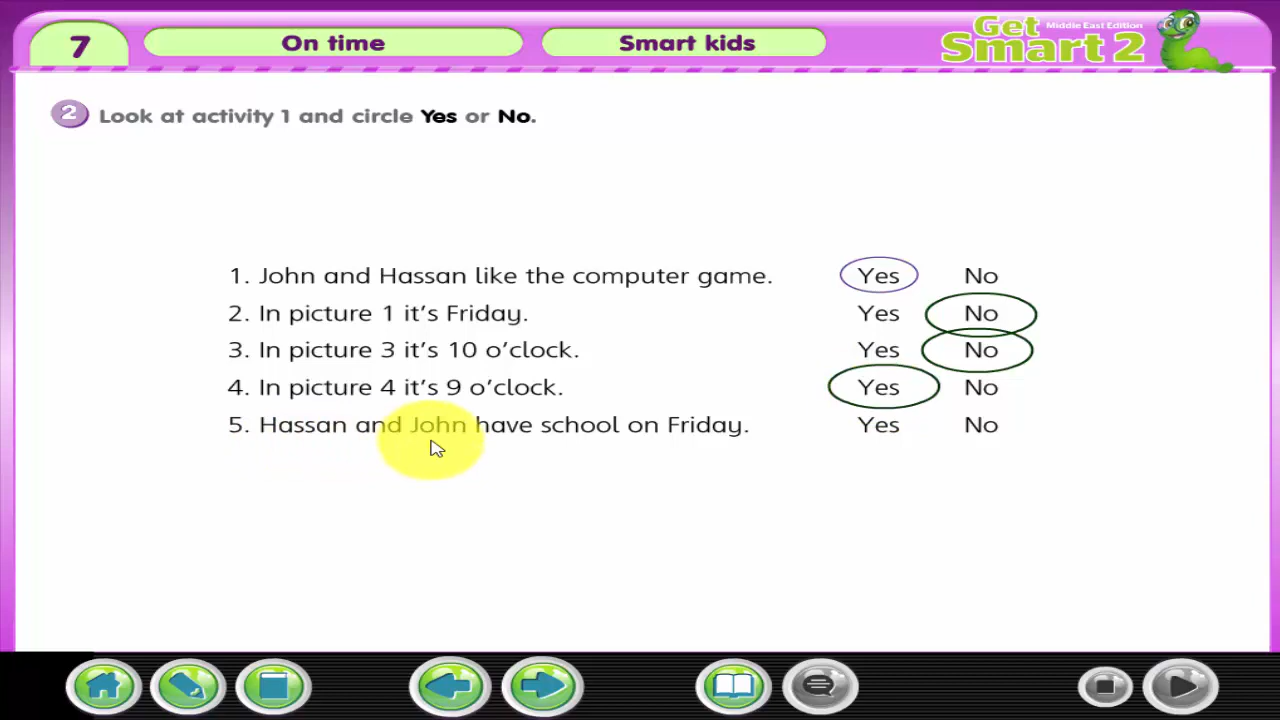 7 On time Smart kids Get Smart 2 Middle East Edition
2 Look at activity 1 and circle Yes or No.
1. John and Hassan like the computer game. Yes No
2. In picture 1 it's Friday. Yes No
3. In picture 3 it's 10 o'clock. Yes No
4. In picture 4 it's 9 o'clock. Yes No
5. Hassan and John have school on Friday. Yes No